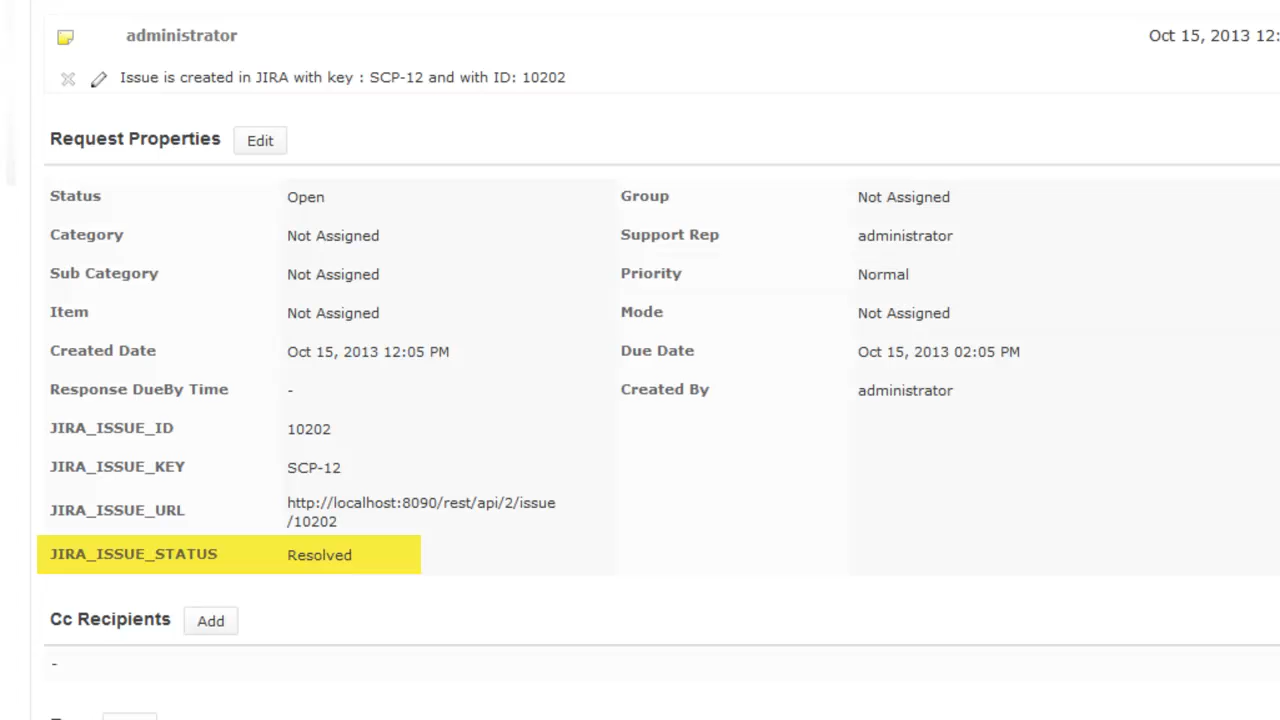 administrator
Oct 15, 2013 12:
Issue is created in JIRA with key : SCP-12 and with ID: 10202
Request Properties Edit
Status Open Group Not Assigned
Category Not Assigned Support Rep administrator
Sub Category Not Assigned Priority Normal
Item Not Assigned Mode Not Assigned
Created Date Oct 15, 2013 12:05 PM Due Date Oct 15, 2013 02:05 PM
Response DueBy Time - Created By administrator
JIRA_ISSUE_ID 10202
JIRA_ISSUE_KEY SCP-12
JIRA_ISSUE_URL http://localhost:8090/rest/api/2/issue
/10202
JIRA_ISSUE_STATUS Resolved
Cc Recipients Add
-